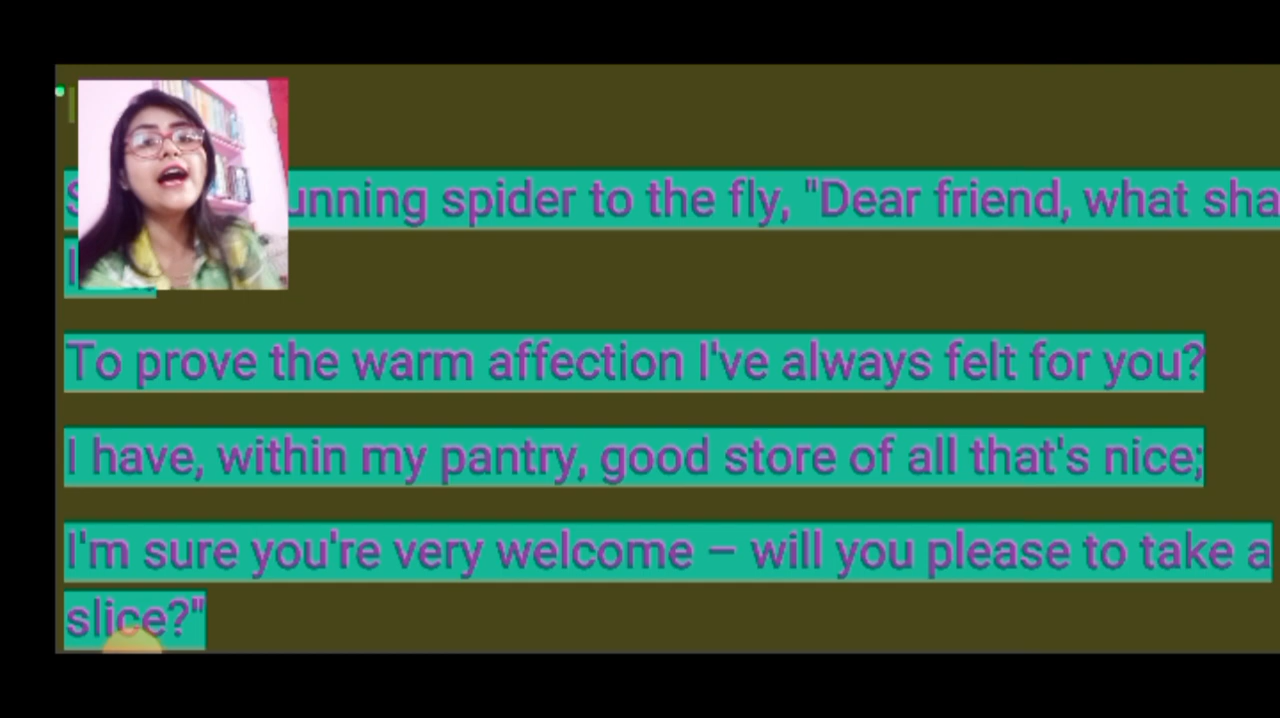 spider to the fly, "Dear friend, what
To prove the warm affection I've always felt for you?
I have, within my pantry, good store of all that's nice;
I'm sure you're very welcome – will you please to take a
slice?"